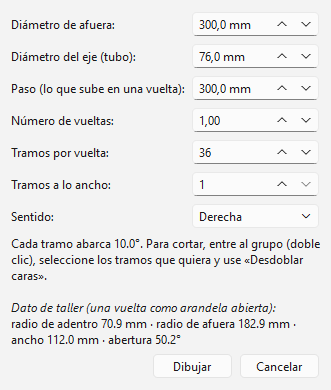 Diámetro de afuera: 300,0 mm
Diámetro del eje (tubo): 76,0 mm
Paso (lo que sube en una vuelta): 300,0 mm
Número de vueltas: 1,00
Tramos por vuelta: 36
Tramos a lo ancho: 1
Sentido: Derecha
Cada tramo abarca 10.0°. Para cortar, entre al grupo (doble
clic), seleccione los tramos que quiera y use «Desdoblar
caras».
Dato de taller (una vuelta como arandela abierta):
radio de adentro 70.9 mm · radio de afuera 182.9 mm ·
ancho 112.0 mm · abertura 50.2°
Dibujar Cancelar